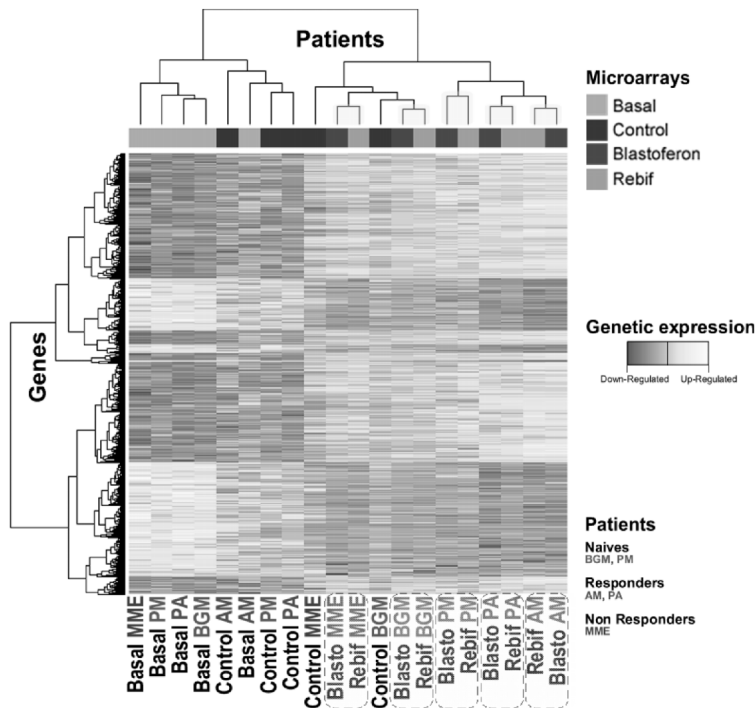 Patients
Microarrays
Basal
Control
Blastoferon
Rebif
Genes
Genetic expression
Down-Regulated
Up-Regulated
Patients
Naives
BGM, PM
Responders
AM, PA
Non Responders
MME
Basal MME
Basal PM
Basal PA
Basal BGM
Control AM
Basal AM
Control PM
Control PA
Control MME
Blasto MME
Rebif MME
Control BGM
Blasto BGM
Rebif BGM
Blasto PM
Rebif PM
Blasto PA
Rebif PA
Rebif AM
Blasto AM